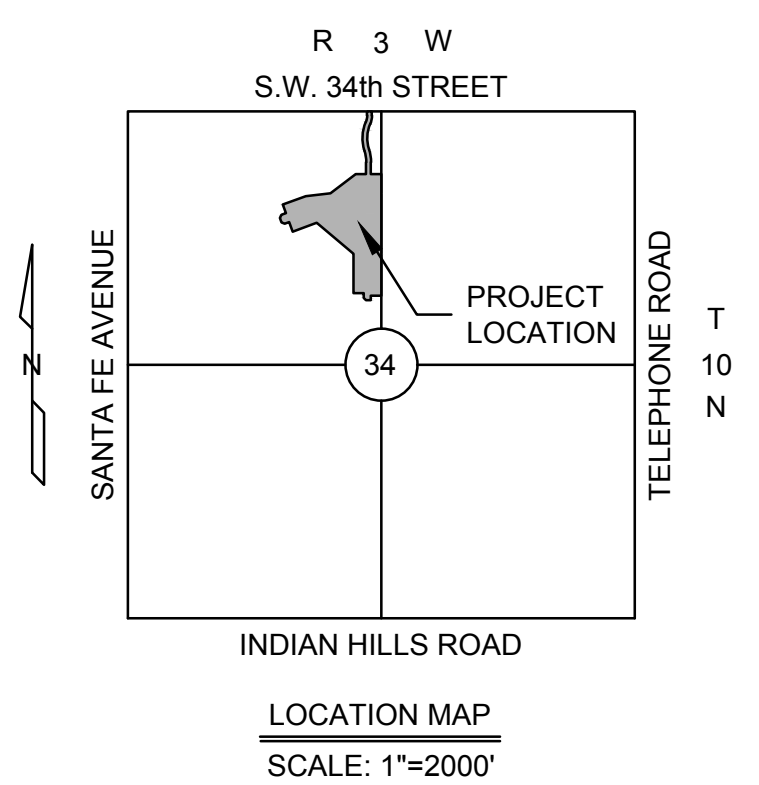 R 3 W
S.W. 34th STREET
SANTA FE AVENUE
N
PROJECT
LOCATION
34
TELEPHONE ROAD
T
10
N
INDIAN HILLS ROAD
LOCATION MAP
SCALE: 1"=2000'